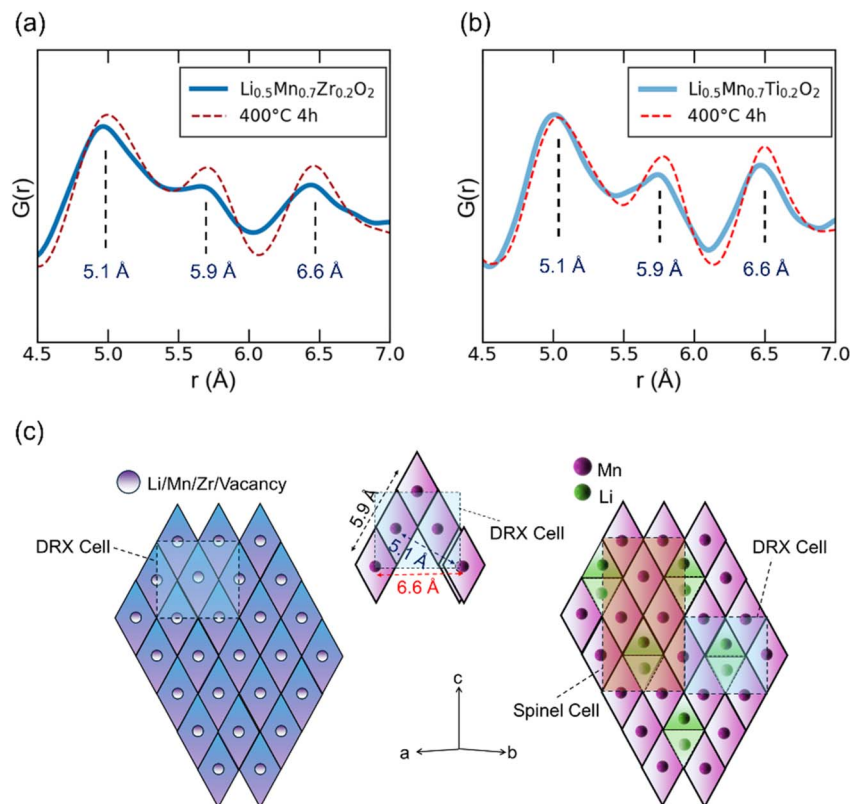 (a)
G(r)
Li₀.₅Mn₀.₇Zr₀.₂O₂
400°C 4h
5.1 Å
5.9 Å
6.6 Å
4.5 5.0 5.5 6.0 6.5 7.0
r (Å)
(b)
G(r)
Li₀.₅Mn₀.₇Ti₀.₂O₂
400°C 4h
5.1 Å
5.9 Å
6.6 Å
4.5 5.0 5.5 6.0 6.5 7.0
r (Å)
(c)
Li/Mn/Zr/Vacancy
DRX Cell
5.9 Å
5.1 Å
6.6 Å
DRX Cell
c
a
b
Mn
Li
DRX Cell
Spinel Cell